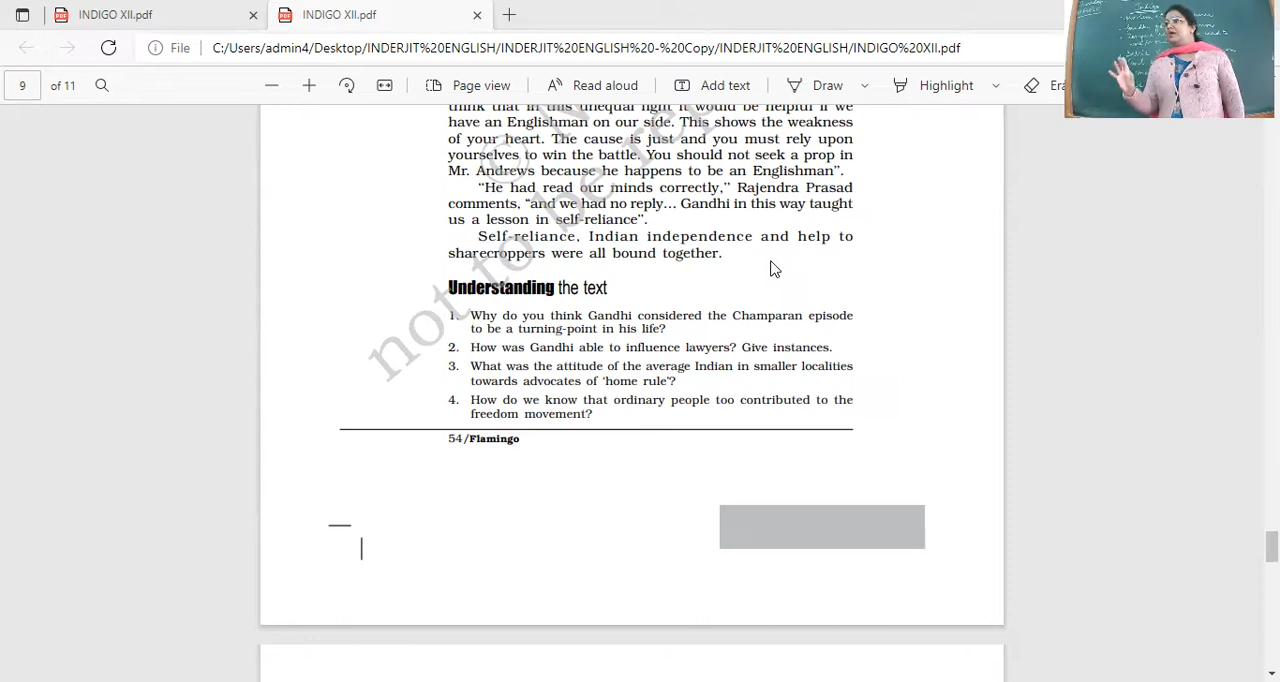 INDIGO XII.pdf
INDIGO XII.pdf
File
C:/Users/admin4/Desktop/INDERJIT%20ENGLISH/INDERJIT%20ENGLISH%20-%20Copy/INDERJIT%20ENGLISH/INDIGO%20XII.pdf
9 of 11
Page view
Read aloud
Add text
Draw
Highlight
think that in this unequal fight it would be helpful if we
have an Englishman on our side. This shows the weakness
of your heart. The cause is just and you must rely upon
yourselves to win the battle. You should not seek a prop in
Mr. Andrews because he happens to be an Englishman”.
“He had read our minds correctly,” Rajendra Prasad
comments, “and we had no reply... Gandhi in this way taught
us a lesson in self-reliance”.
Self-reliance, Indian independence and help to
sharecroppers were all bound together.
Understanding the text
1. Why do you think Gandhi considered the Champaran episode
to be a turning-point in his life?
2. How was Gandhi able to influence lawyers? Give instances.
3. What was the attitude of the average Indian in smaller localities
towards advocates of ‘home rule’?
4. How do we know that ordinary people too contributed to the
freedom movement?
54/Flamingo
not to be rep
Indigo